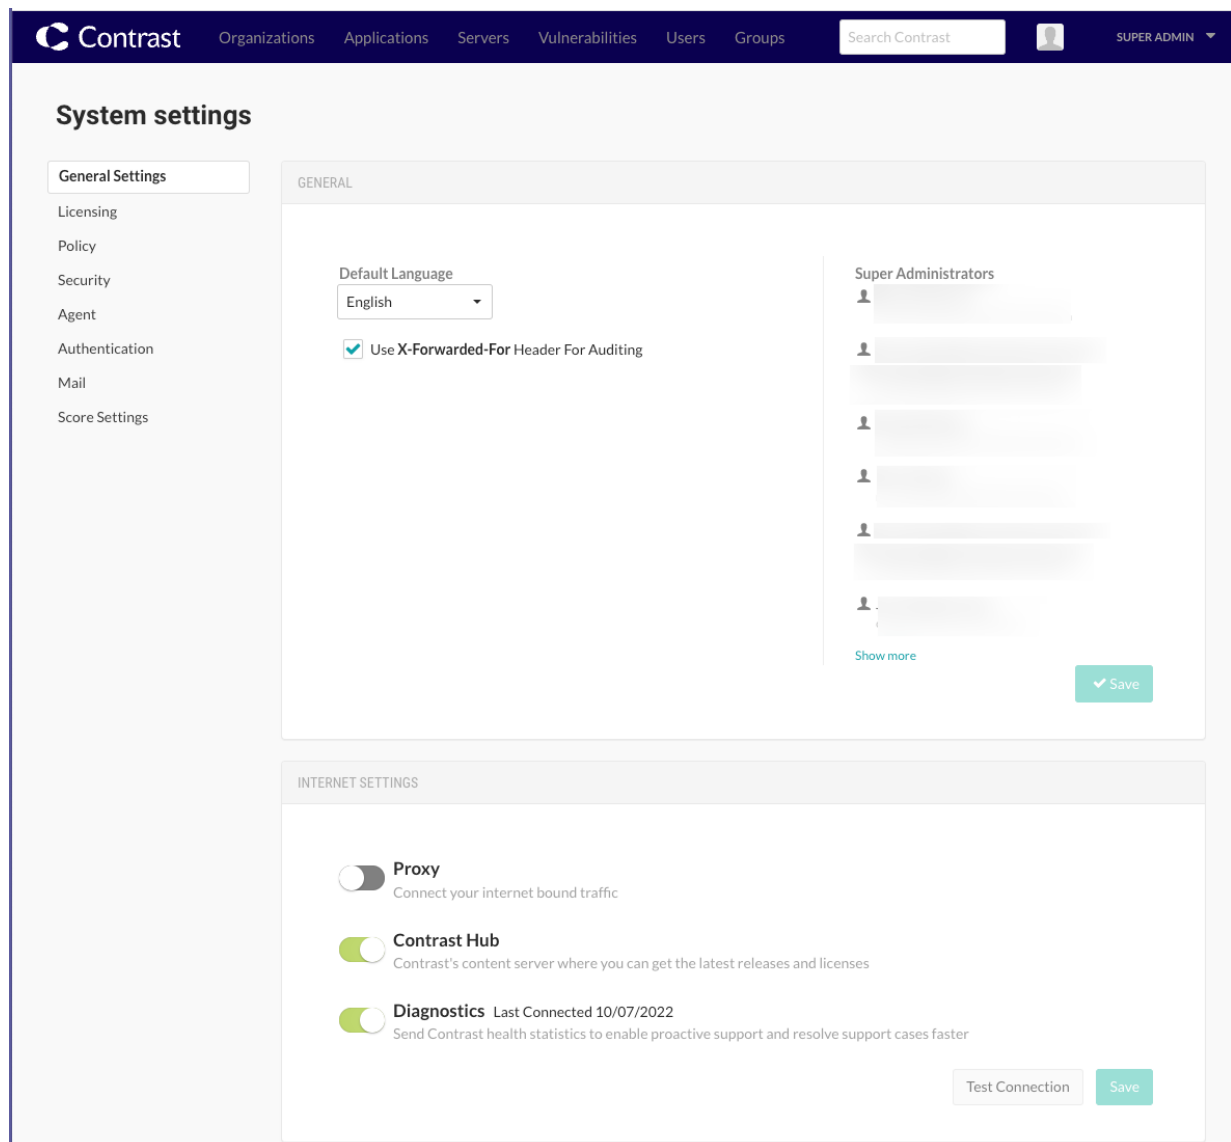 Contrast Organizations Applications Servers Vulnerabilities Users Groups Search Contrast SUPER ADMIN
System settings
General Settings
Licensing
Policy
Security
Agent
Authentication
Mail
Score Settings
GENERAL
Default Language
English
Use X-Forwarded-For Header For Auditing
Super Administrators
Show more
Save
INTERNET SETTINGS
Proxy
Connect your internet bound traffic
Contrast Hub
Contrast's content server where you can get the latest releases and licenses
Diagnostics Last Connected 10/07/2022
Send Contrast health statistics to enable proactive support and resolve support cases faster
Test Connection Save